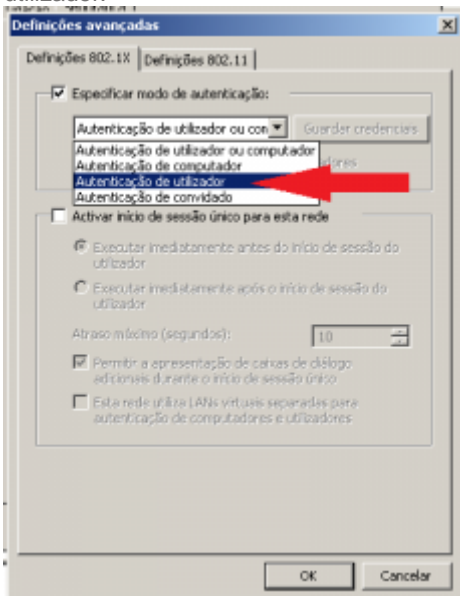 utilizador.
Definições avançadas
Definições 802.1X
Definições 802.11
Especificar modo de autenticação:
Autenticação de utilizador ou con
Guardar credenciais
Autenticação de utilizador ou computador
Autenticação de computador
Autenticação de utilizador
Autenticação de convidado
Activar início de sessão único para esta rede
Executar imediatamente antes do início de sessão do
utilizador
Executar imediatamente após o início de sessão do
utilizador
Atraso máximo (segundos):
10
Permitir a apresentação de caixas de diálogo
adicionais durante o início de sessão único
Esta rede utiliza LANs virtuais separadas para
autenticação de computadores e utilizadores
OK
Cancelar